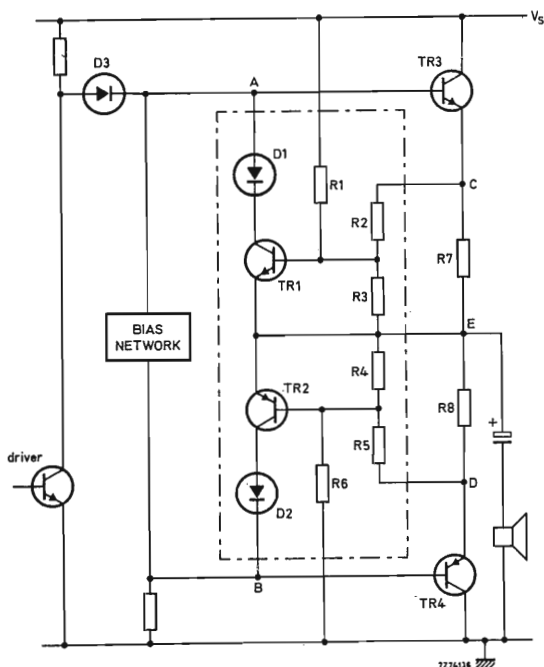 Vs
TR3
D3
A
D1
R1
R2
C
R7
TR1
R3
BIAS
NETWORK
E
R4
TR2
R8
+
R5
driver
R6
D2
D
B
TR4
7Z74136